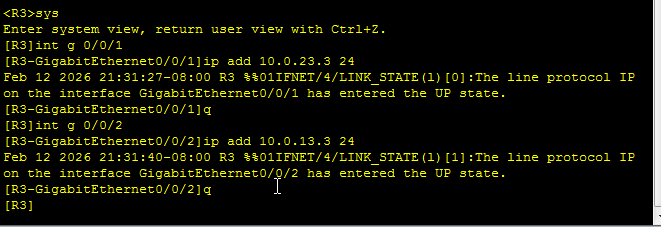 <R3>sys
Enter system view, return user view with Ctrl+Z.
[R3]int g 0/0/1
[R3-GigabitEthernet0/0/1]ip add 10.0.23.3 24
Feb 12 2026 21:31:27-08:00 R3 %%01IFNET/4/LINK_STATE(l)[0]:The line protocol IP
on the interface GigabitEthernet0/0/1 has entered the UP state.
[R3-GigabitEthernet0/0/1]q
[R3]int g 0/0/2
[R3-GigabitEthernet0/0/2]ip add 10.0.13.3 24
Feb 12 2026 21:31:40-08:00 R3 %%01IFNET/4/LINK_STATE(l)[1]:The line protocol IP
on the interface GigabitEthernet0/0/2 has entered the UP state.
[R3-GigabitEthernet0/0/2]q
[R3]